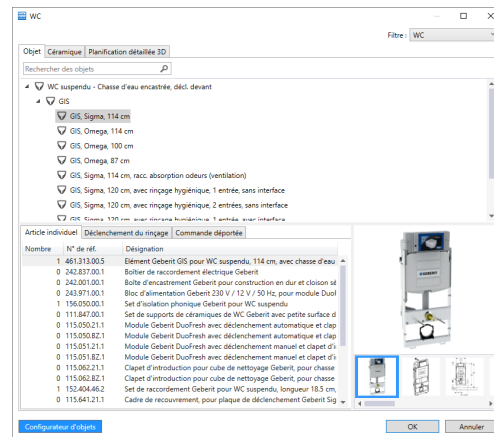 WC
Filtre : WC
Objet Céramique Planification détaillée 3D
Rechercher des objets
WC suspendu - Chasse d'eau encastrée, décl. devant
GIS
GIS, Sigma, 114 cm
GIS, Omega, 114 cm
GIS, Omega, 100 cm
GIS, Omega, 87 cm
GIS, Sigma, 114 cm, racc. absorption odeurs (ventilation)
GIS, Sigma, 120 cm, avec rinçage hygiénique, 1 entrée, sans interface
GIS, Sigma, 120 cm, avec rinçage hygiénique, 2 entrées, sans interface
GIS, Sigma, 120 cm, avec rinçage hygiénique, 1 entrée, avec interface
Article individuel Déclenchement du rinçage Commande déportée
Nombre N° de réf. Désignation
1 461.313.00.5 Elément Geberit GIS pour WC suspendu, 114 cm, avec chasse d'eau
0 242.837.00.1 Boîtier de raccordement électrique Geberit
0 242.001.00.1 Boîte d'encastrement Geberit pour construction en dur et cloison sè
0 243.971.00.1 Bloc d'alimentation Geberit 230 V / 12 V / 50 Hz, pour module Duof
1 156.050.00.1 Set d'isolation phonique Geberit pour WC suspendu
0 111.847.00.1 Set de supports de céramiques de WC Geberit avec petite surface d
0 115.050.21.1 Module Geberit DuoFresh avec déclenchement automatique et clap
0 115.050.BZ.1 Module Geberit DuoFresh avec déclenchement automatique et clap
0 115.051.21.1 Module Geberit DuoFresh avec déclenchement manuel et clapet d'i
0 115.051.BZ.1 Module Geberit DuoFresh avec déclenchement manuel et clapet d'i
0 115.062.21.1 Clapet d'introduction pour cube de nettoyage Geberit, pour chasse
0 115.062.BZ.1 Clapet d'introduction pour cube de nettoyage Geberit, pour chasse
1 152.404.46.2 Set de raccordement Geberit pour WC suspendu, longueur 18.5 cm,
0 115.641.21.1 Cadre de recouvrement, pour plaque de déclenchement Geberit Sig
GEBERIT
Configurateur d'objets OK Annuler